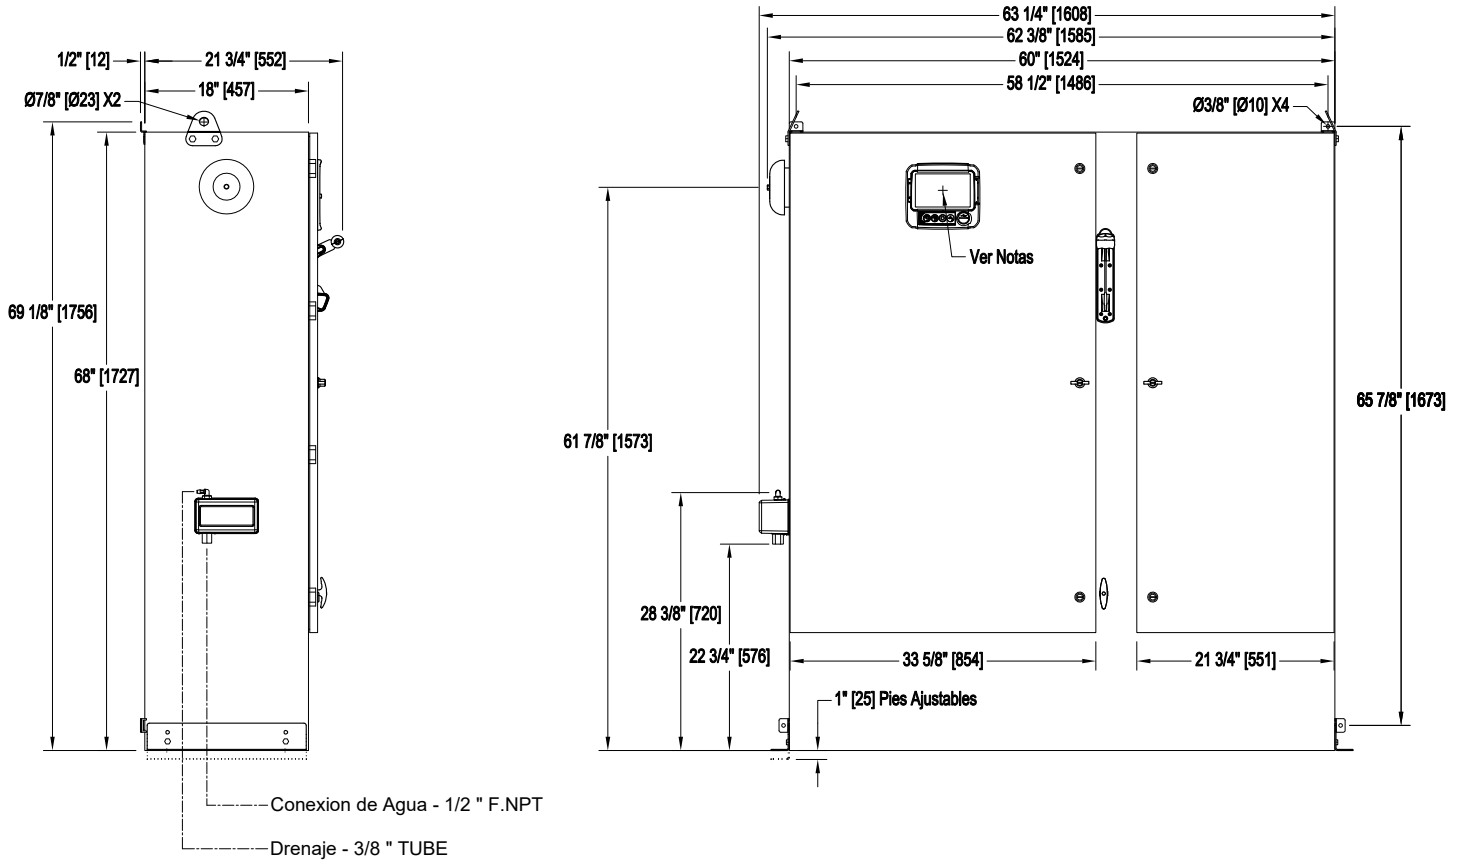 63 1/4" [1608]
62 3/8" [1585]
1/2" [12]
21 3/4" [552]
60" [1524]
18" [457]
58 1/2" [1486]
Ø7/8" [Ø23] X2
Ø3/8" [Ø10] X4
Ver Notas
69 1/8" [1756]
68" [1727]
65 7/8" [1673]
61 7/8" [1573]
28 3/8" [720]
22 3/4" [576]
33 5/8" [854]
21 3/4" [551]
1" [25] Pies Ajustables
Conexion de Agua - 1/2 " F.NPT
Drenaje - 3/8 " TUBE